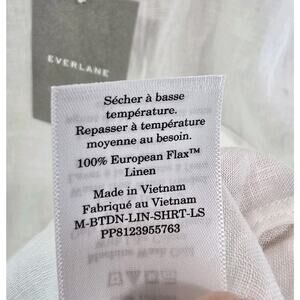 EVERLANE
Sécher à basse
température.
Repasser à température
moyenne au besoin.
100% European Flax™
Linen
Made in Vietnam
Fabriqué au Vietnam
M-BTDN-LIN-SHRT-LS
PP8123955763